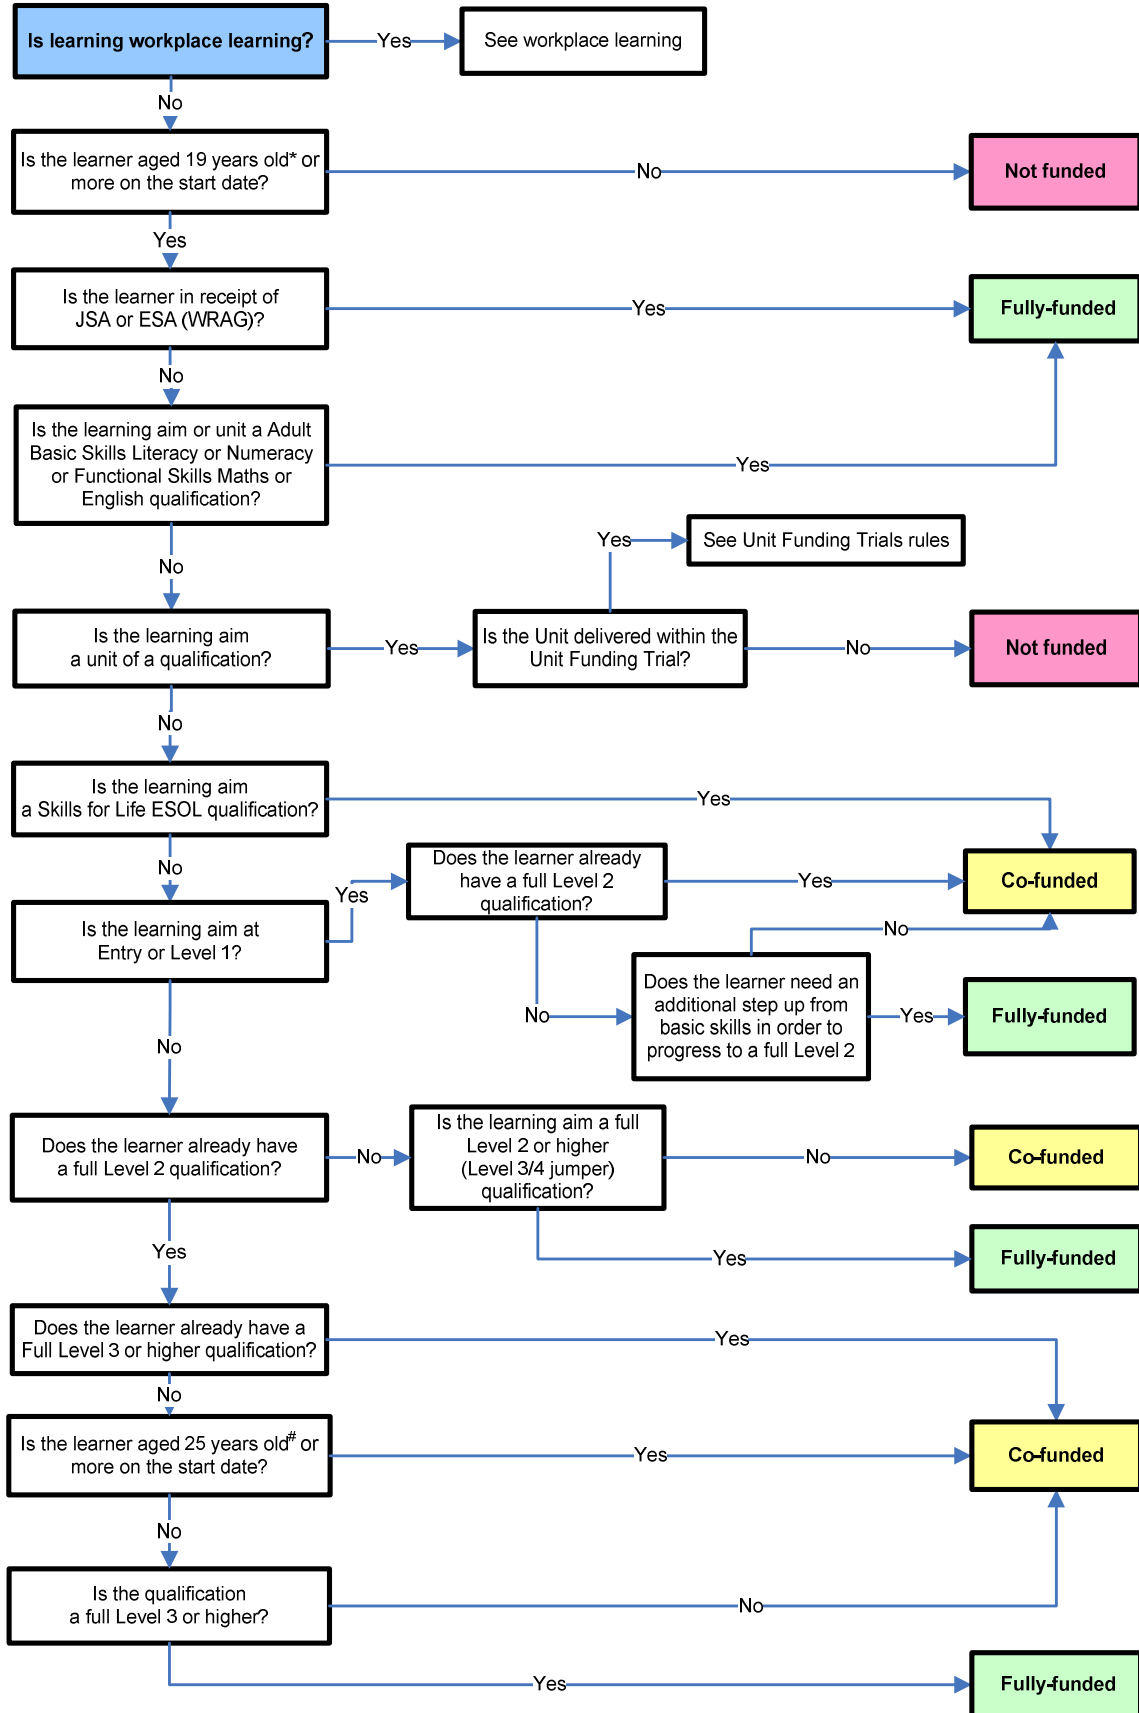 Is learning workplace learning?
Yes
See workplace learning
No
Is the learner aged 19 years old* or
more on the start date?
No
Not funded
Yes
Is the learner in receipt of
JSA or ESA (WRAG)?
Yes
Fully-funded
No
Is the learning aim or unit a Adult
Basic Skills Literacy or Numeracy
or Functional Skills Maths or
English qualification?
Yes
No
Yes
See Unit Funding Trials rules
Is the learning aim
a unit of a qualification?
Yes
Is the Unit delivered within the
Unit Funding Trial?
No
Not funded
No
Is the learning aim
a Skills for Life ESOL qualification?
Yes
No
Does the learner already
have a full Level 2
qualification?
Yes
Co-funded
Yes
Is the learning aim at
Entry or Level 1?
No
Does the learner need an
additional step up from
basic skills in order to
progress to a full Level 2
No
Yes
Fully-funded
No
Does the learner already have
a full Level 2 qualification?
No
Is the learning aim a full
Level 2 or higher
(Level 3/4 jumper)
qualification?
No
Co-funded
Yes
Yes
Fully-funded
Does the learner already have a
Full Level 3 or higher qualification?
Yes
No
Is the learner aged 25 years old# or
more on the start date?
Yes
Co-funded
No
Is the qualification
a full Level 3 or higher?
No
Yes
Fully-funded